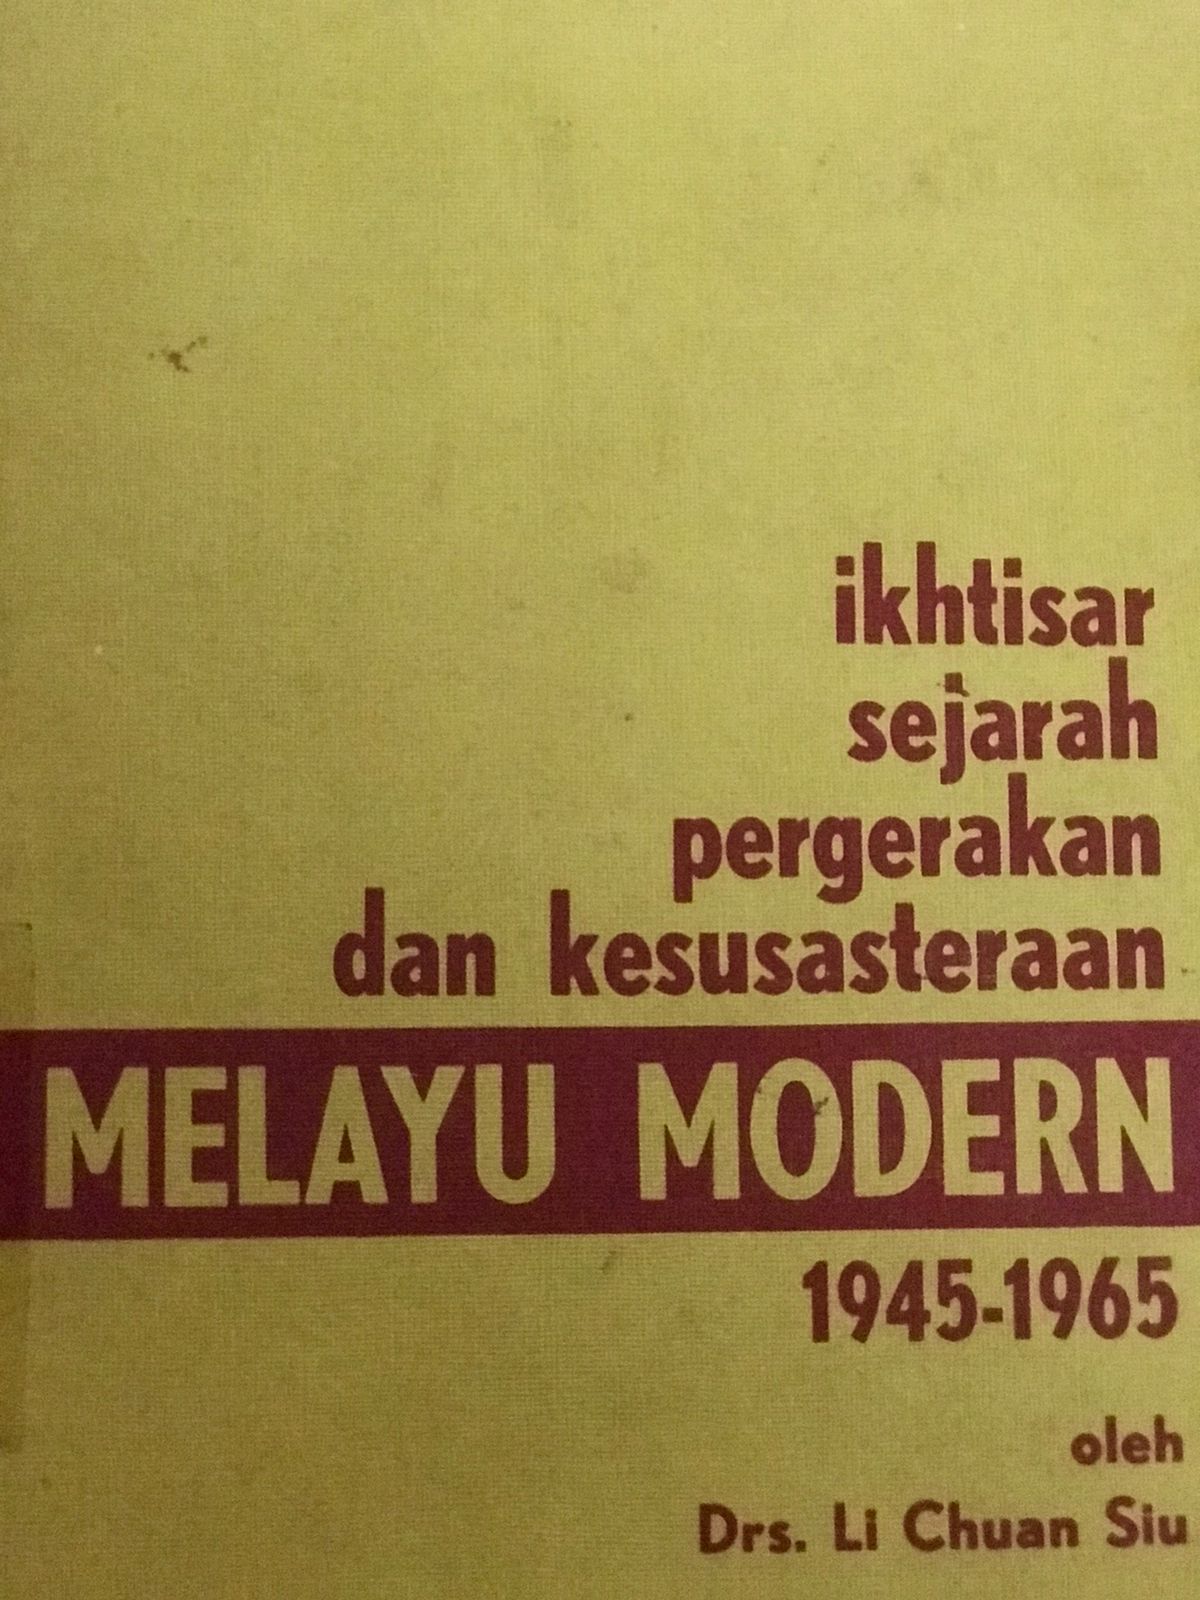 ikhtisar
sejarah
pergerakan
dan kesusasteraan
MELAYU MODERN
1945-1965
oleh
Drs. Li Chuan Siu